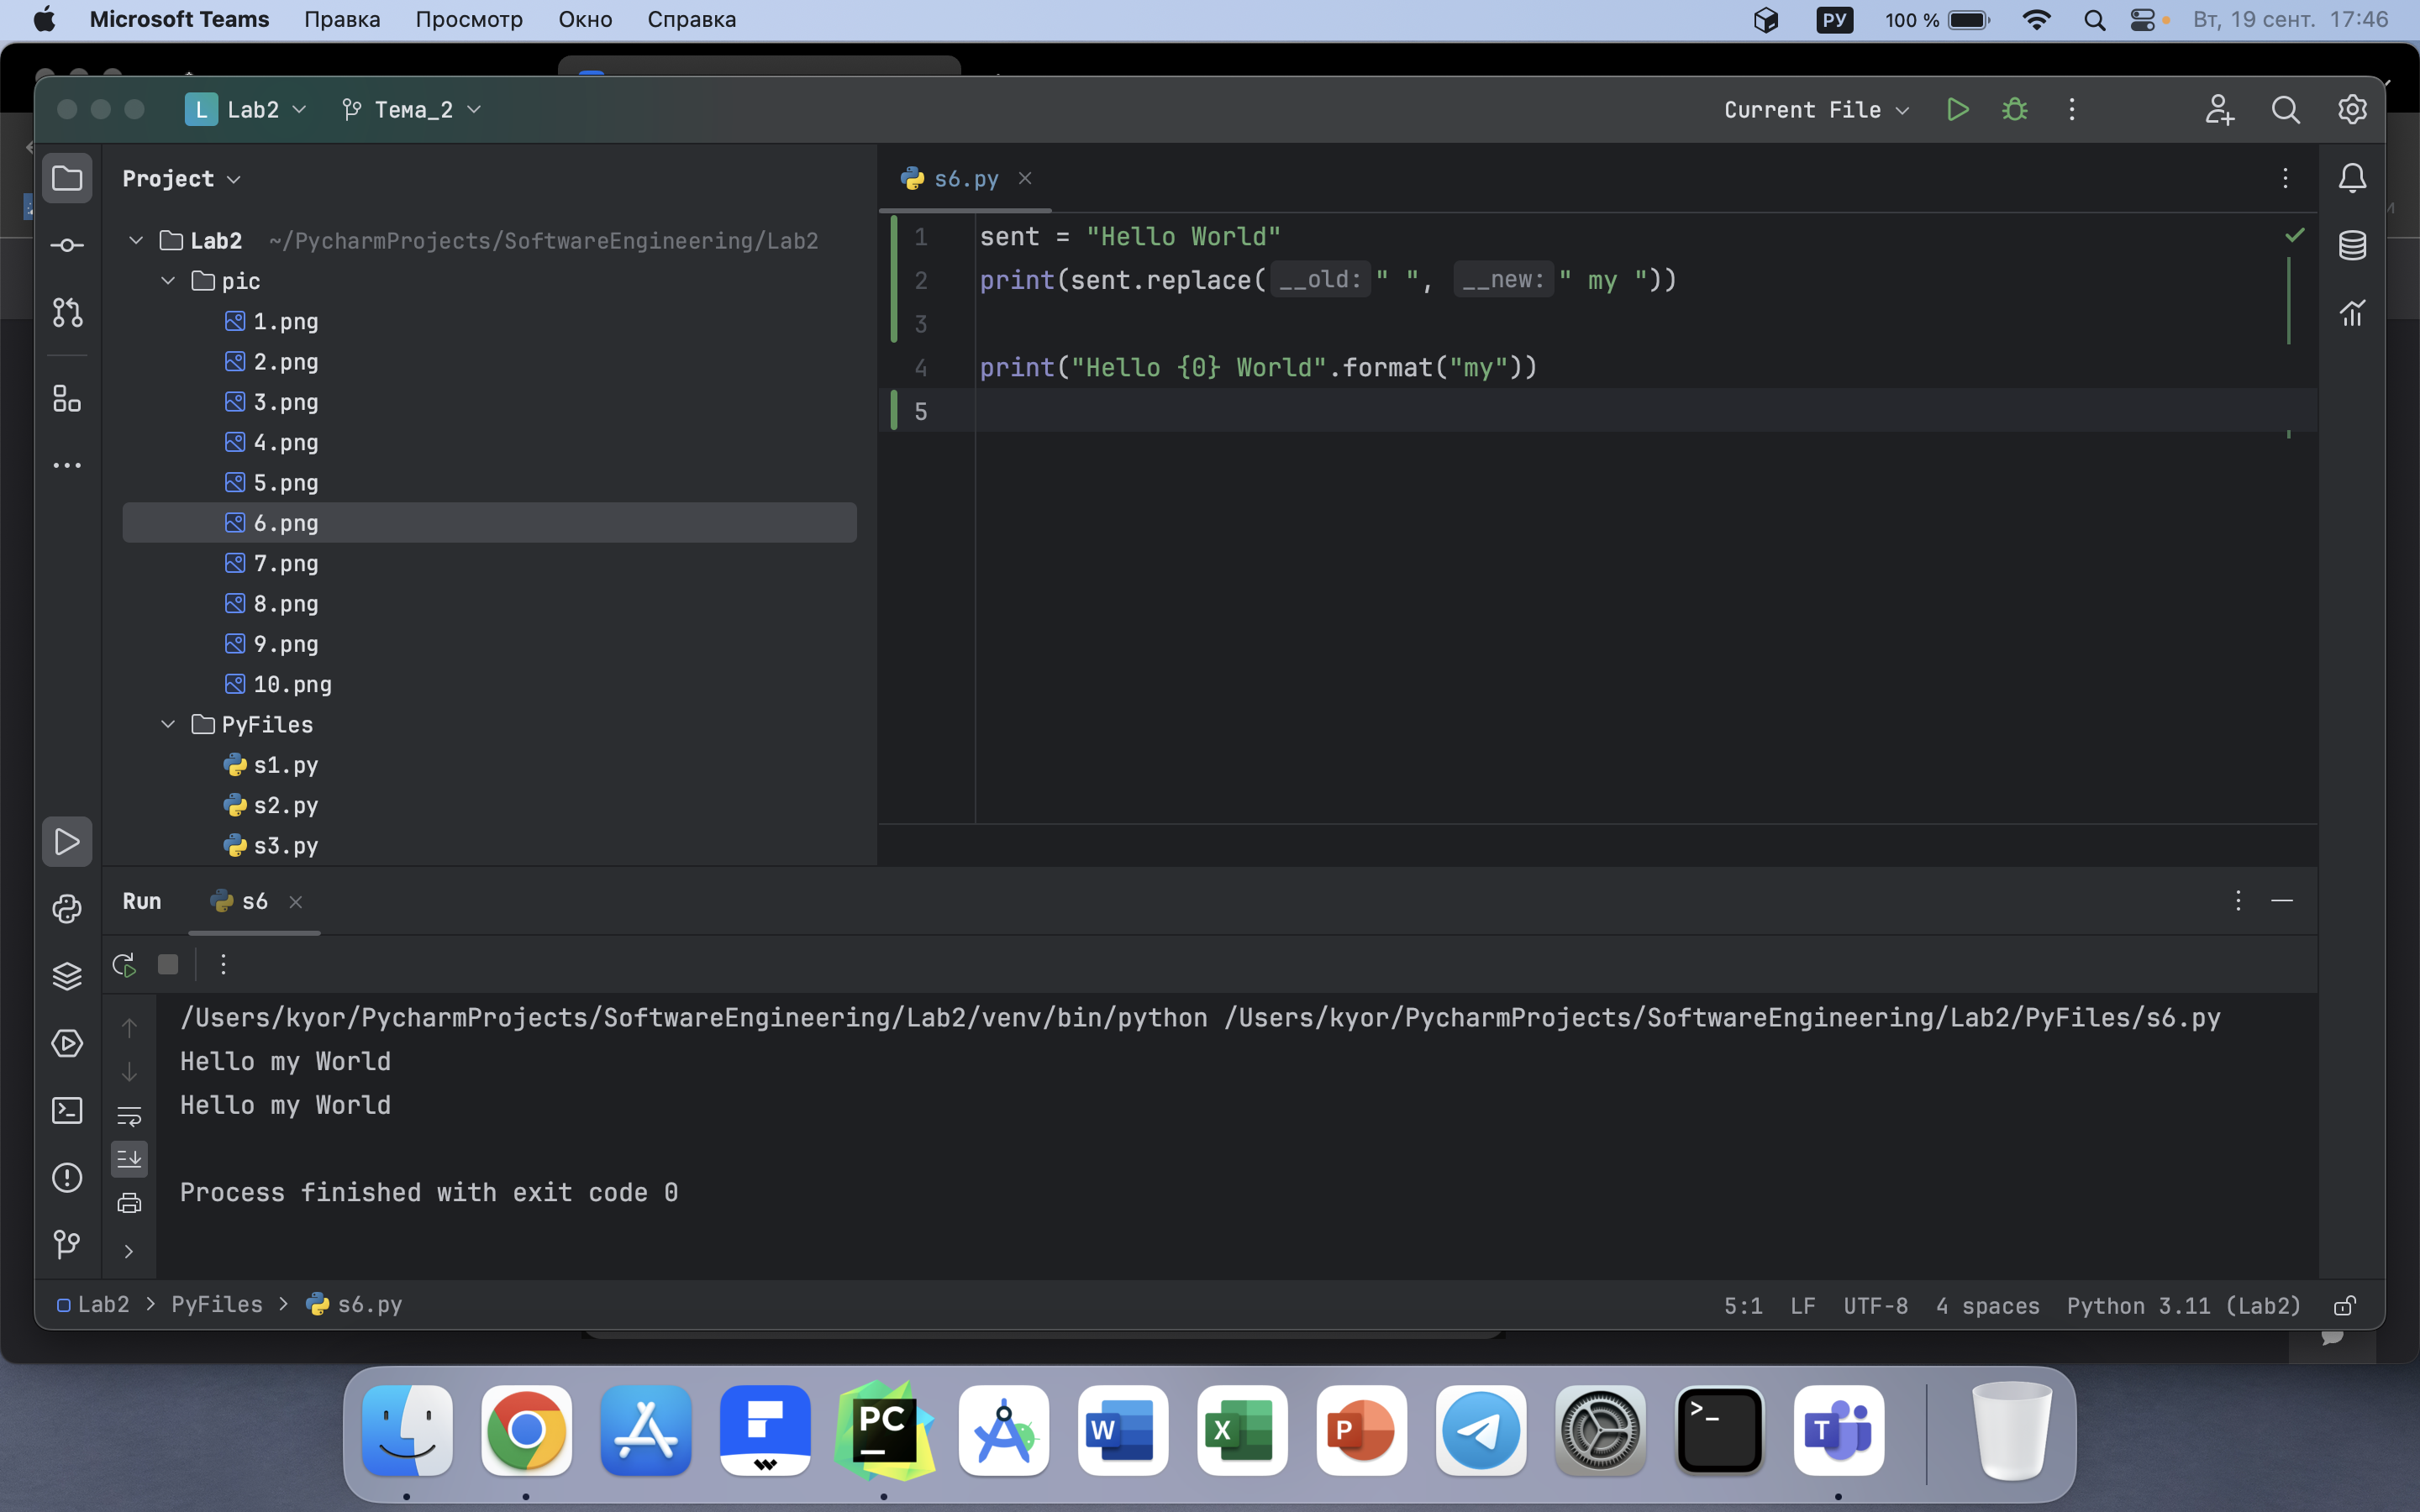 Microsoft Teams Правка Просмотр Окно Справка РУ 100 % Вт, 19 сент. 17:46
L Lab2 Тема_2 Current File
Project
s6.py
Lab2 ~/PycharmProjects/SoftwareEngineering/Lab2
pic
1.png
2.png
3.png
4.png
5.png
6.png
7.png
8.png
9.png
10.png
PyFiles
s1.py
s2.py
s3.py
1 sent = "Hello World"
2 print(sent.replace( __old: " ", __new: " my "))
3
4 print("Hello {0} World".format("my"))
5
Run s6
/Users/kyor/PycharmProjects/SoftwareEngineering/Lab2/venv/bin/python /Users/kyor/PycharmProjects/SoftwareEngineering/Lab2/PyFiles/s6.py
Hello my World
Hello my World
Process finished with exit code 0
Lab2 > PyFiles > s6.py 5:1 LF UTF-8 4 spaces Python 3.11 (Lab2)
PC W X P >_ T